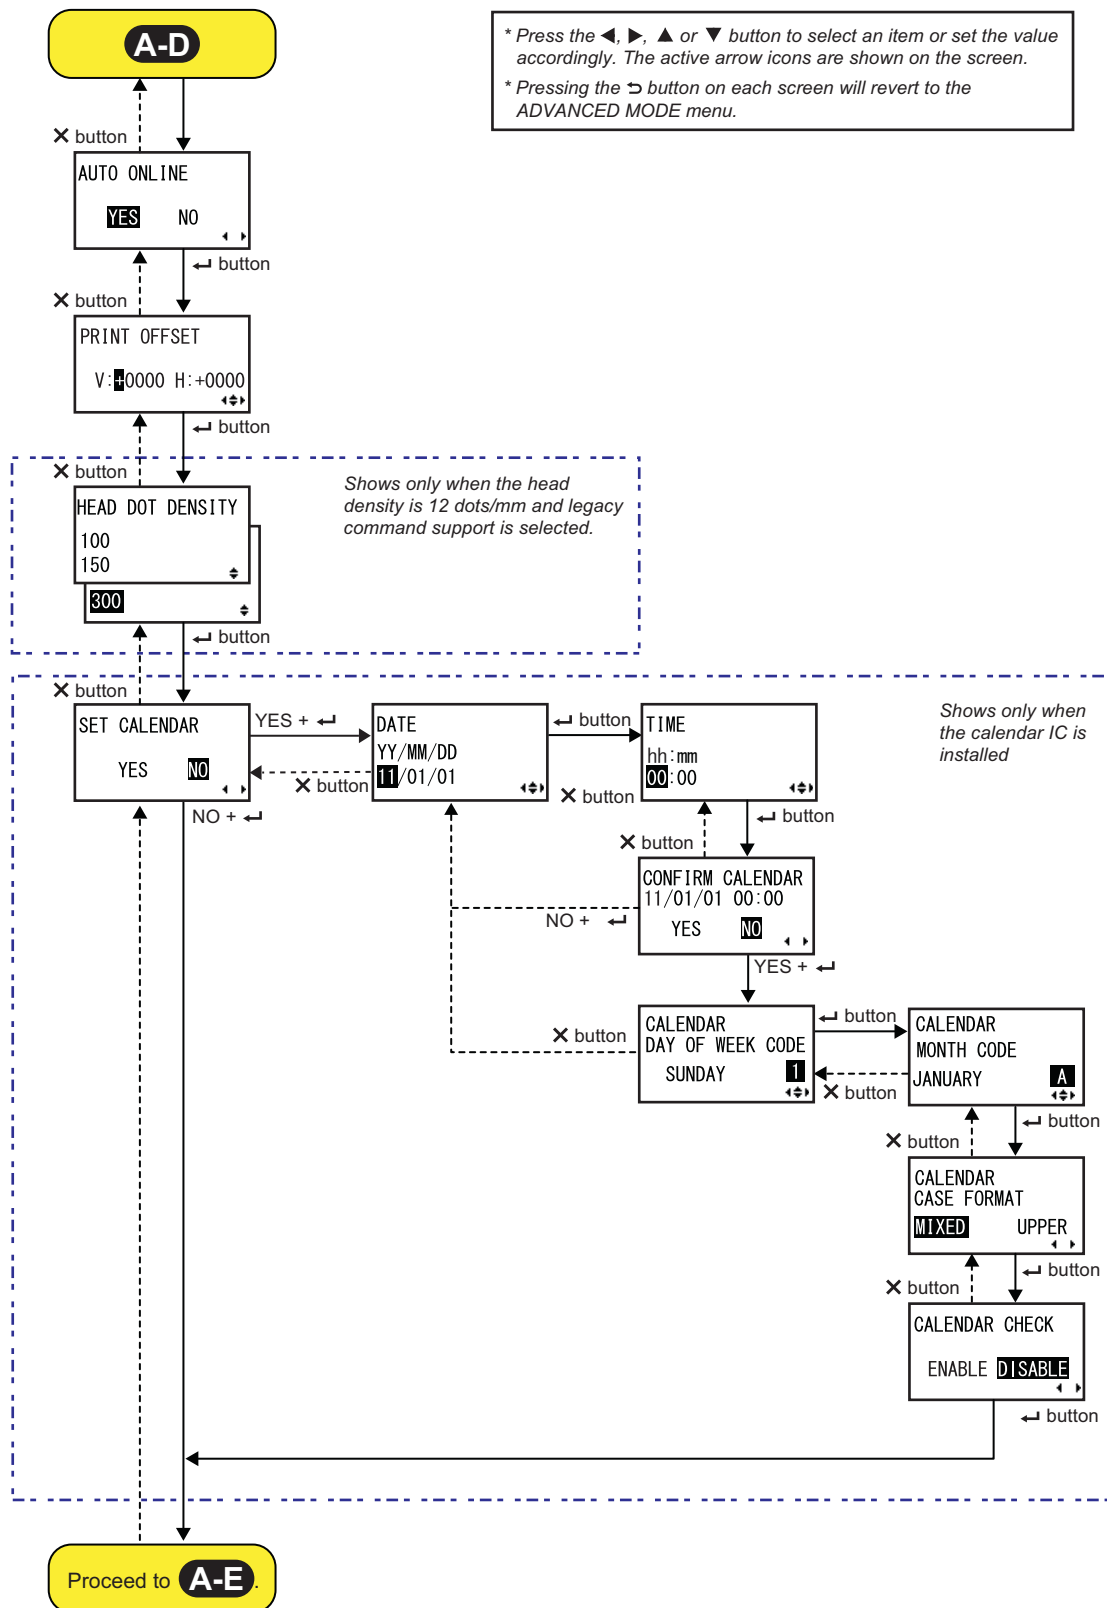 A-D
* Press the ◀, ▶, ▲ or ▼ button to select an item or set the value
accordingly. The active arrow icons are shown on the screen.
* Pressing the ⮌ button on each screen will revert to the
ADVANCED MODE menu.
✕ button
AUTO ONLINE
YES NO
↵ button
✕ button
PRINT OFFSET
V:+0000 H:+0000
↵ button
✕ button
HEAD DOT DENSITY
100
150
300
Shows only when the head
density is 12 dots/mm and legacy
command support is selected.
↵ button
✕ button
SET CALENDAR
YES NO
YES + ↵
NO + ↵
DATE
YY/MM/DD
11/01/01
✕ button
↵ button
TIME
hh:mm
00:00
✕ button
Shows only when
the calendar IC is
installed
↵ button
✕ button
CONFIRM CALENDAR
11/01/01 00:00
YES NO
NO + ↵
YES + ↵
CALENDAR
DAY OF WEEK CODE
SUNDAY 1
✕ button
↵ button
CALENDAR
MONTH CODE
JANUARY A
✕ button
↵ button
✕ button
CALENDAR
CASE FORMAT
MIXED UPPER
↵ button
✕ button
CALENDAR CHECK
ENABLE DISABLE
↵ button
Proceed to A-E.